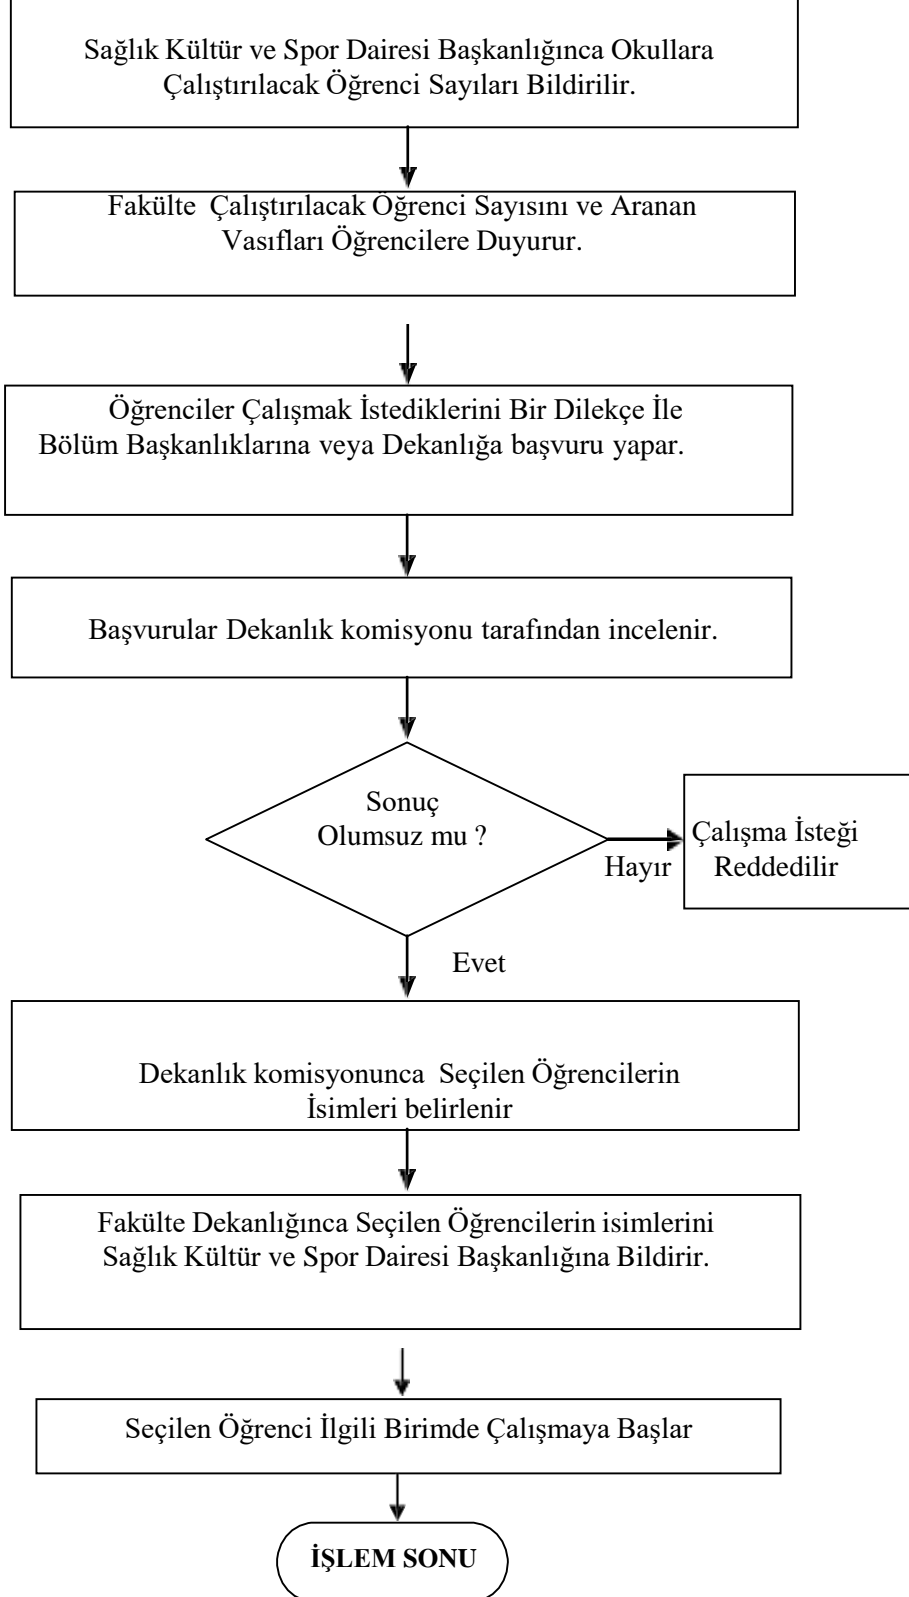 Sağlık Kültür ve Spor Dairesi Başkanlığınca Okullara
Çalıştırılacak Öğrenci Sayıları Bildirilir.
Fakülte Çalıştırılacak Öğrenci Sayısını ve Aranan
Vasıfları Öğrencilere Duyurur.
Öğrenciler Çalışmak İstediklerini Bir Dilekçe İle
Bölüm Başkanlıklarına veya Dekanlığa başvuru yapar.
Başvurular Dekanlık komisyonu tarafından incelenir.
Sonuç
Olumsuz mu ?
Hayır
Çalışma İsteği
Reddedilir
Evet
Dekanlık komisyonunca Seçilen Öğrencilerin
İsimleri belirlenir
Fakülte Dekanlığınca Seçilen Öğrencilerin isimlerini
Sağlık Kültür ve Spor Dairesi Başkanlığına Bildirir.
Seçilen Öğrenci İlgili Birimde Çalışmaya Başlar
İŞLEM SONU